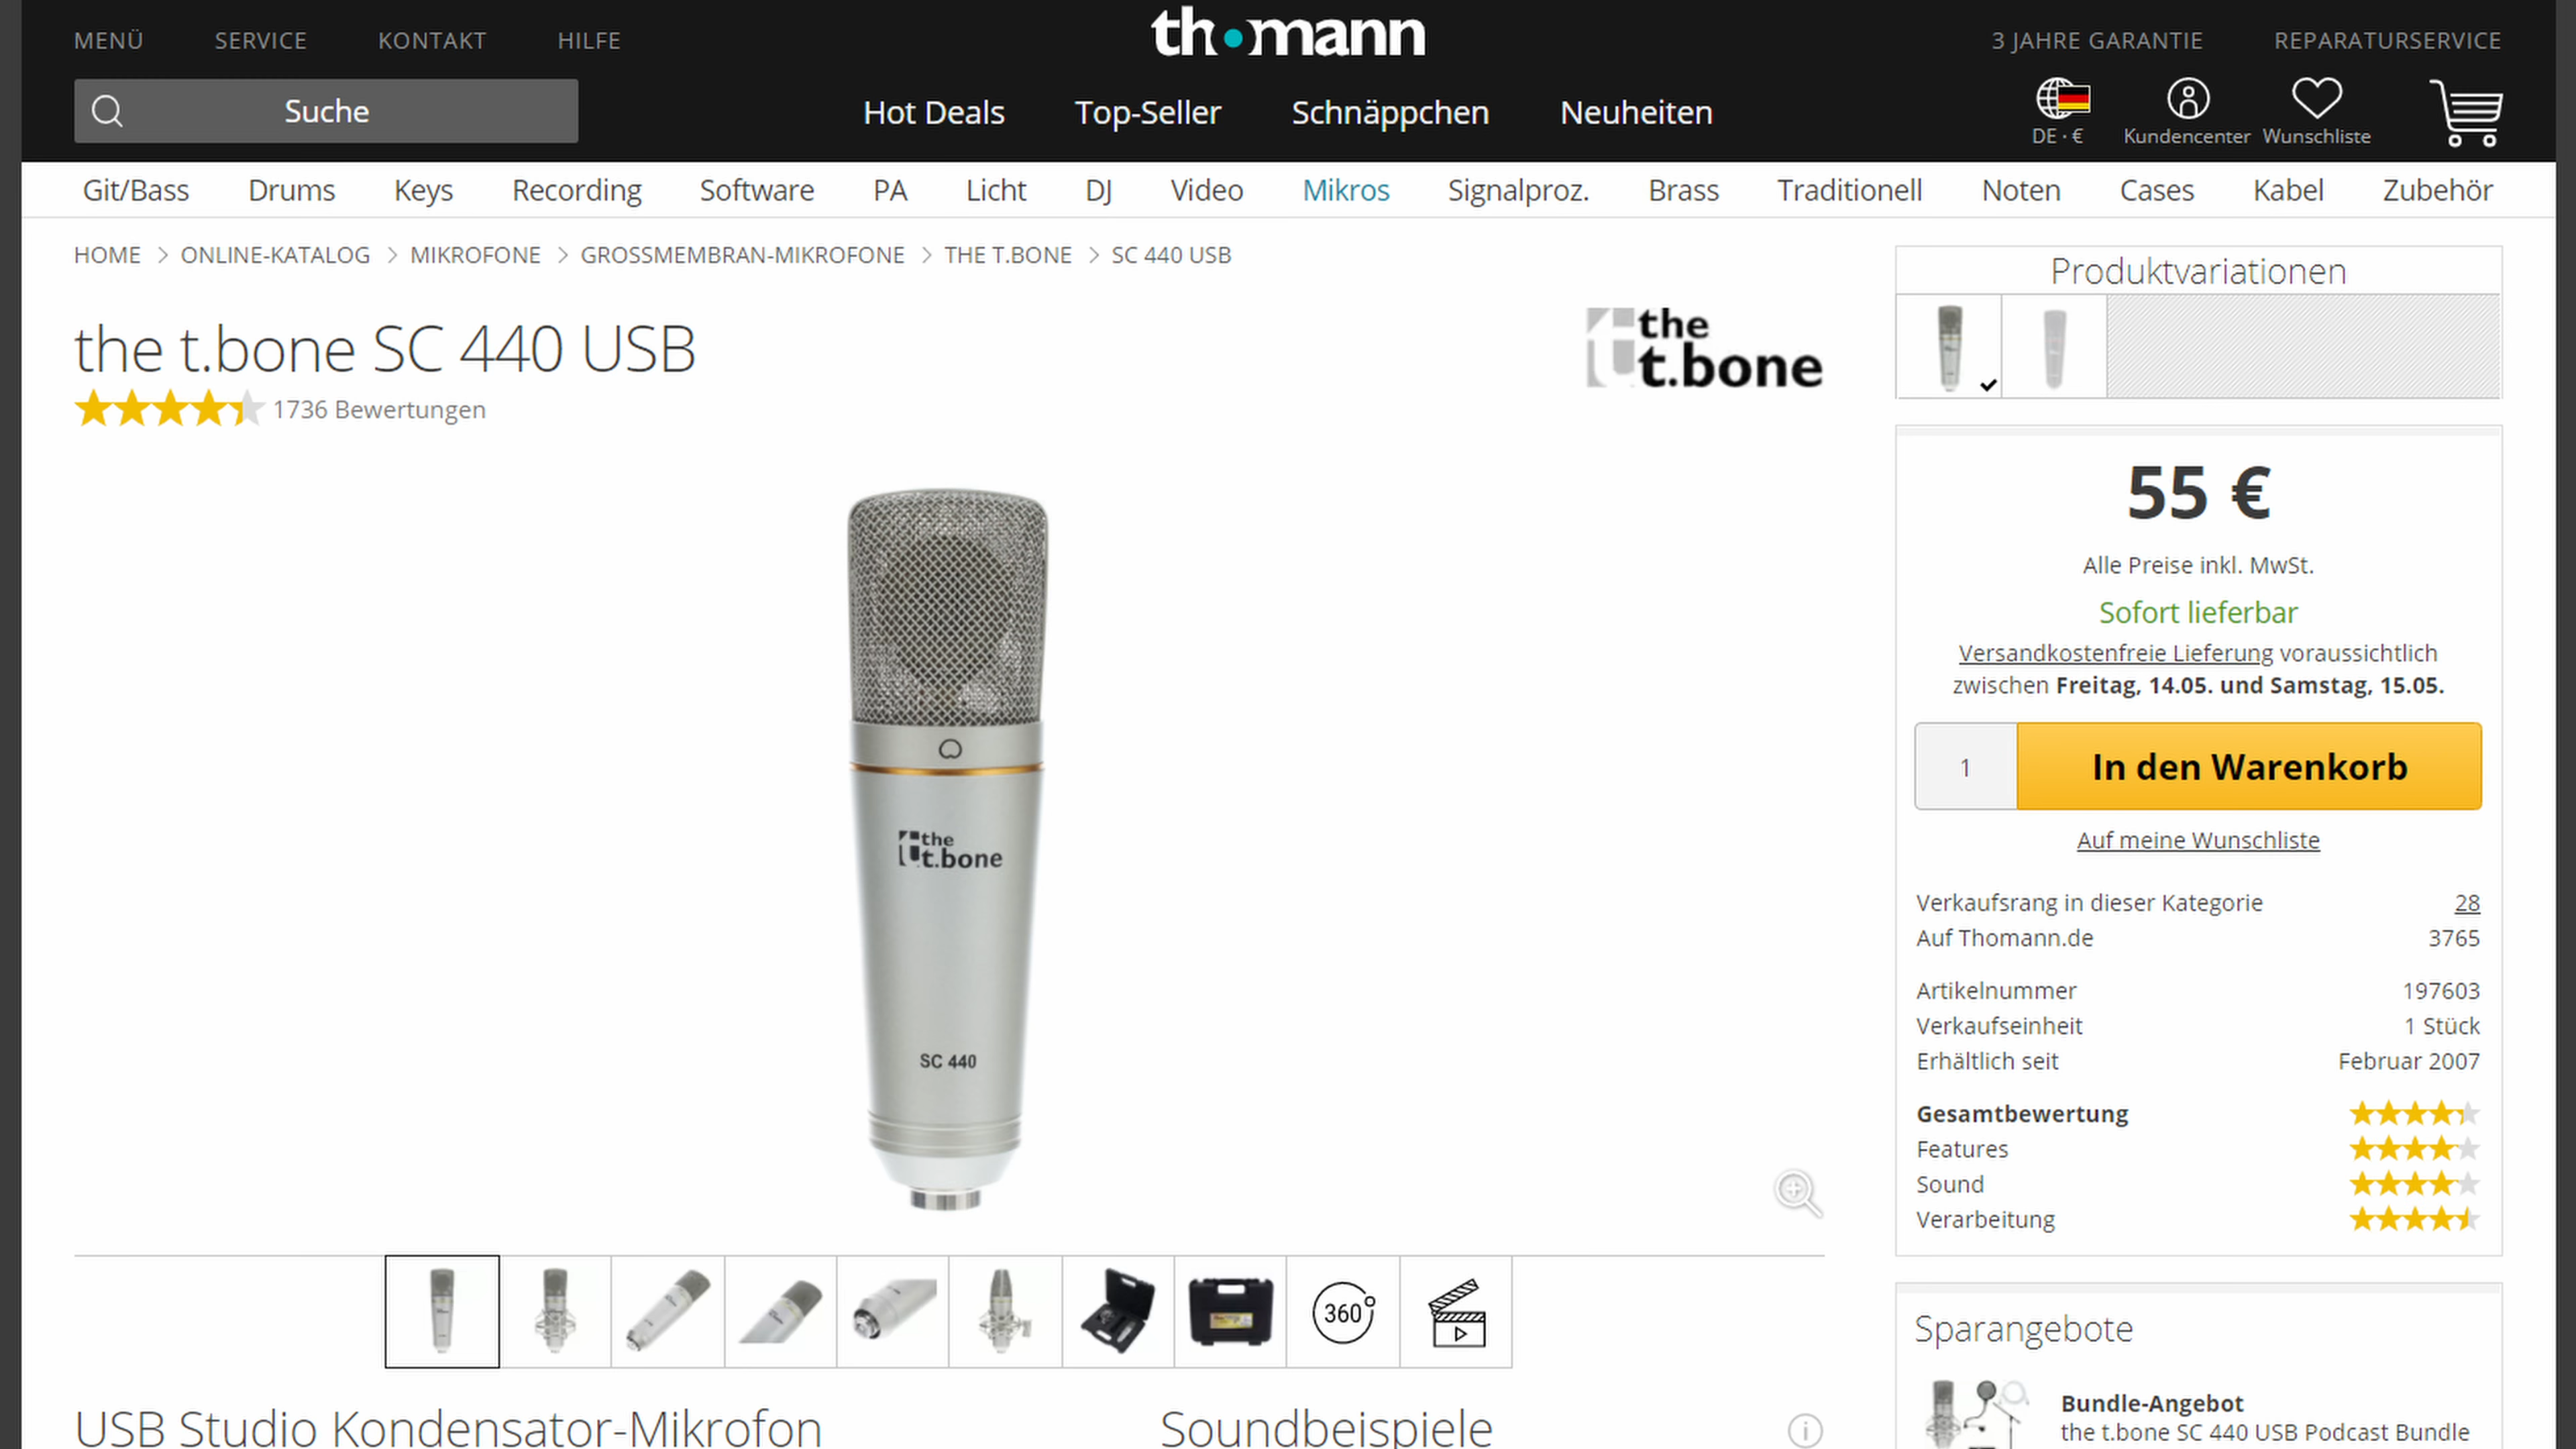 MENÜ SERVICE KONTAKT HILFE
thomann
3 JAHRE GARANTIE REPARATURSERVICE
Suche
Hot Deals Top-Seller Schnäppchen Neuheiten
DE · € Kundencenter Wunschliste
Git/Bass Drums Keys Recording Software PA Licht DJ Video Mikros Signalproz. Brass Traditionell Noten Cases Kabel Zubehör
HOME > ONLINE-KATALOG > MIKROFONE > GROSSMEMBRAN-MIKROFONE > THE T.BONE > SC 440 USB
the t.bone SC 440 USB
1736 Bewertungen
the
t.bone
the
t.bone
SC 440
360°
USB Studio Kondensator-Mikrofon
Soundbeispiele
Produktvariationen
55 €
Alle Preise inkl. MwSt.
Sofort lieferbar
Versandkostenfreie Lieferung voraussichtlich
zwischen Freitag, 14.05. und Samstag, 15.05.
1 In den Warenkorb
Auf meine Wunschliste
Verkaufsrang in dieser Kategorie 28
Auf Thomann.de 3765
Artikelnummer 197603
Verkaufseinheit 1 Stück
Erhältlich seit Februar 2007
Gesamtbewertung
Features
Sound
Verarbeitung
Sparangebote
Bundle-Angebot
the t.bone SC 440 USB Podcast Bundle